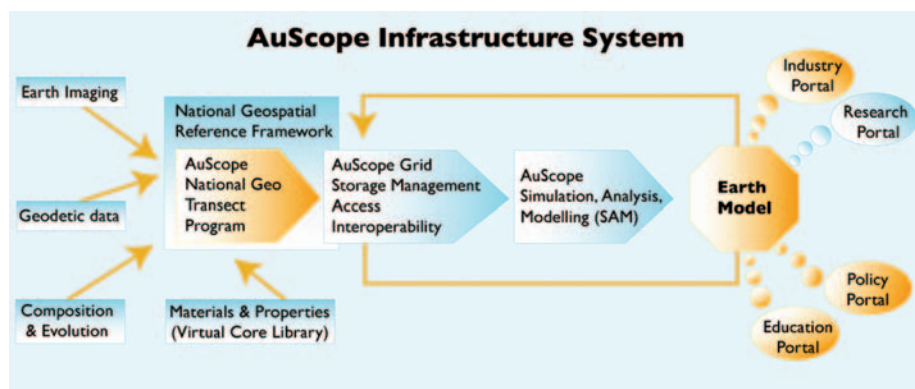 AuScope Infrastructure System
Earth Imaging
Geodetic data
Composition
& Evolution
National Geospatial
Reference Framework
AuScope
National Geo
Transect
Program
Materials & Properties
(Virtual Core Library)
AuScope Grid
Storage Management
Access
Interoperability
AuScope
Simulation, Analysis,
Modelling (SAM)
Earth
Model
Industry
Portal
Research
Portal
Policy
Portal
Education
Portal